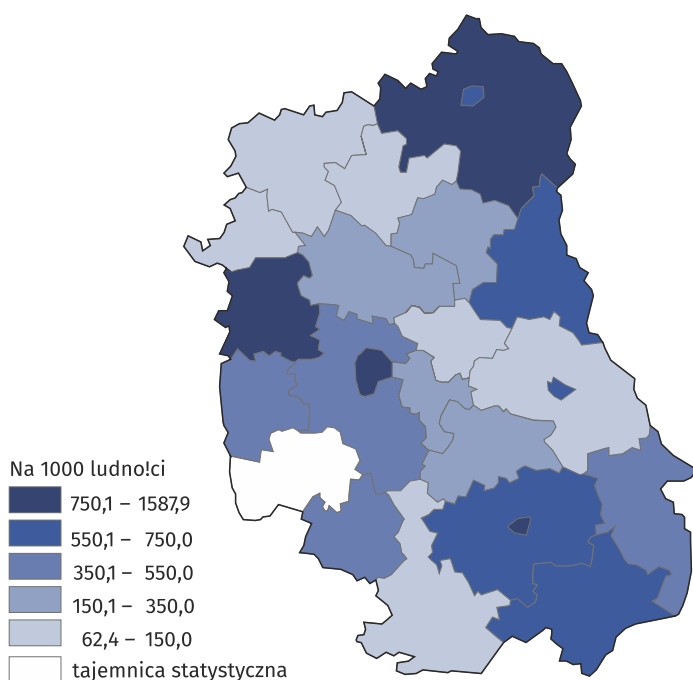 Na 1000 ludno!ci
750,1 – 1587,9
550,1 – 750,0
350,1 – 550,0
150,1 – 350,0
62,4 – 150,0
tajemnica statystyczna